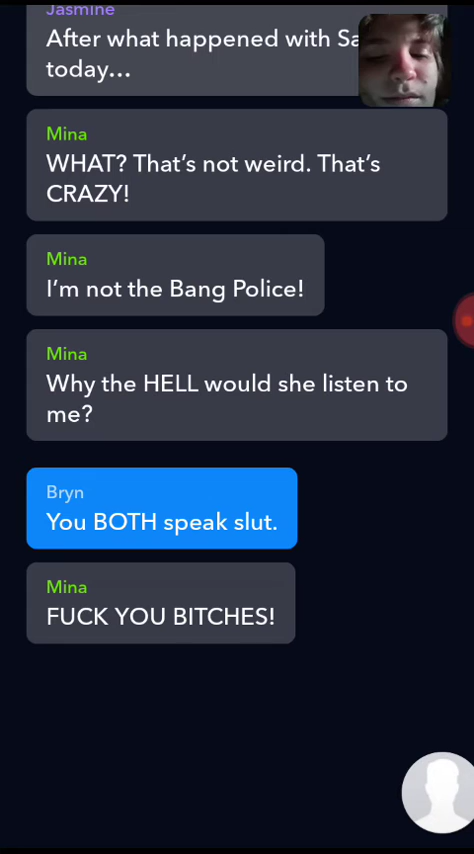 Jasmine
After what happened with
today...
Mina
WHAT? That's not weird. That's
CRAZY!
Mina
I'm not the Bang Police!
Mina
Why the HELL would she listen to
me?
Bryn
You BOTH speak slut.
Mina
FUCK YOU BITCHES!